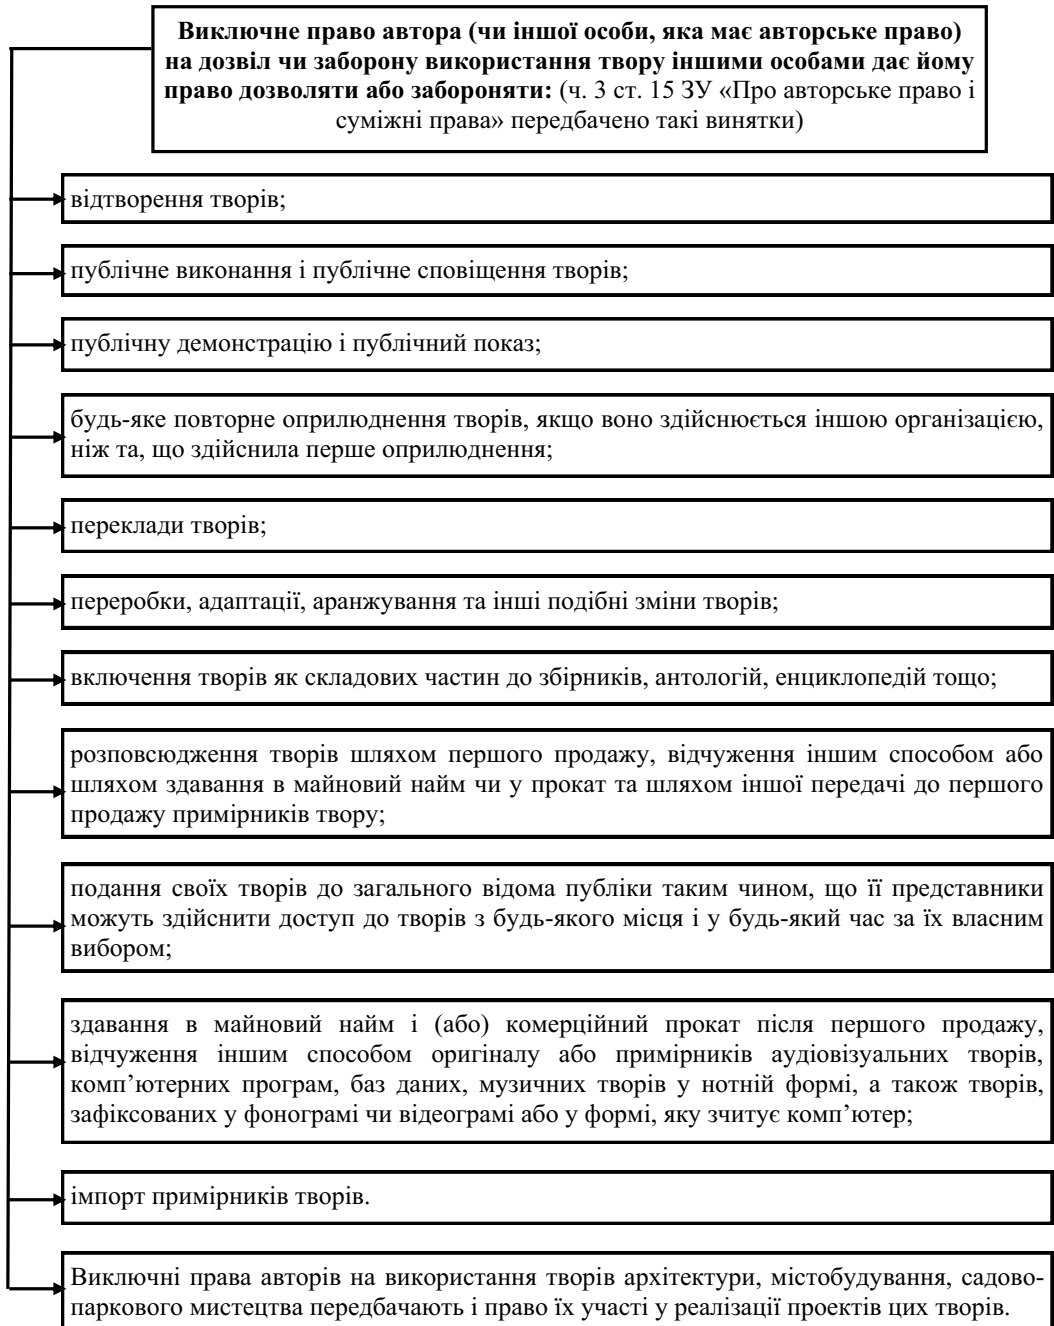 Виключне право автора (чи іншої особи, яка має авторське право)
на дозвіл чи заборону використання твору іншими особами дає йому
право дозволяти або забороняти: (ч. 3 ст. 15 ЗУ «Про авторське право і
суміжні права» передбачено такі винятки)
відтворення творів;
публічне виконання і публічне сповіщення творів;
публічну демонстрацію і публічний показ;
будь-яке повторне оприлюднення творів, якщо воно здійснюється іншою організацією,
ніж та, що здійснила перше оприлюднення;
переклади творів;
переробки, адаптації, аранжування та інші подібні зміни творів;
включення творів як складових частин до збірників, антологій, енциклопедій тощо;
розповсюдження творів шляхом першого продажу, відчуження іншим способом або
шляхом здавання в майновий найм чи у прокат та шляхом іншої передачі до першого
продажу примірників твору;
подання своїх творів до загального відома публіки таким чином, що її представники
можуть здійснити доступ до творів з будь-якого місця і у будь-який час за їх власним
вибором;
здавання в майновий найм і (або) комерційний прокат після першого продажу,
відчуження іншим способом оригіналу або примірників аудіовізуальних творів,
комп’ютерних програм, баз даних, музичних творів у нотній формі, а також творів,
зафіксованих у фонограмі чи відеограмі або у формі, яку зчитує комп’ютер;
імпорт примірників творів.
Виключні права авторів на використання творів архітектури, містобудування, садово-
паркового мистецтва передбачають і право їх участі у реалізації проектів цих творів.